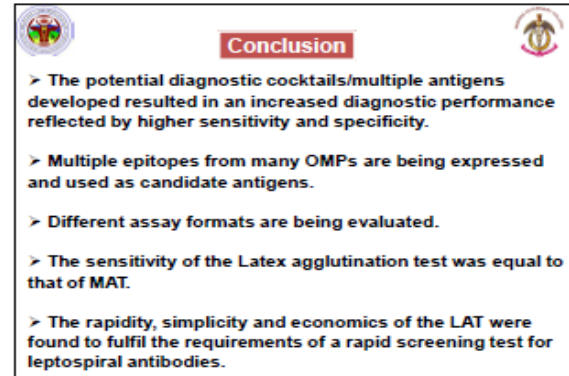 Conclusion
➢ The potential diagnostic cocktails/multiple antigens
developed resulted in an increased diagnostic performance
reflected by higher sensitivity and specificity.
➢ Multiple epitopes from many OMPs are being expressed
and used as candidate antigens.
➢ Different assay formats are being evaluated.
➢ The sensitivity of the Latex agglutination test was equal to
that of MAT.
➢ The rapidity, simplicity and economics of the LAT were
found to fulfil the requirements of a rapid screening test for
leptospiral antibodies.